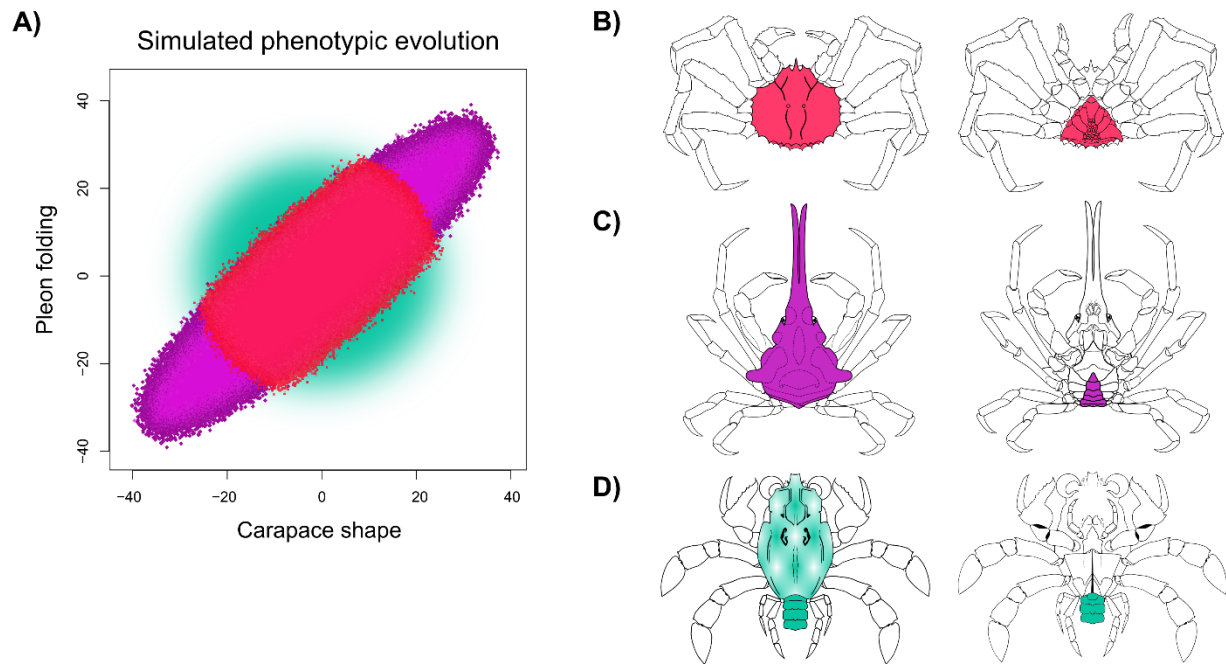 A)
Simulated phenotypic evolution
40
20
0
−20
−40
Pleon folding
−40 −20 0 20 40
Carapace shape
B)
C)
D)